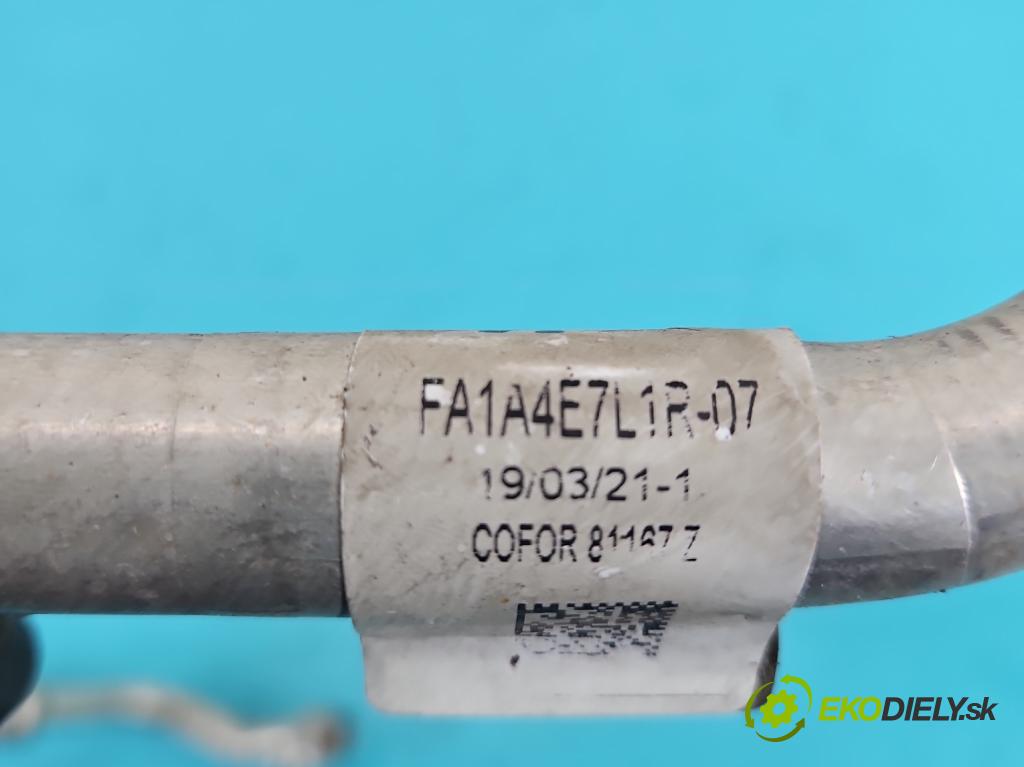 FA1A4E7L1R-07
19/03/21-1
COFOR 81167 Z
EKODIELY.sk